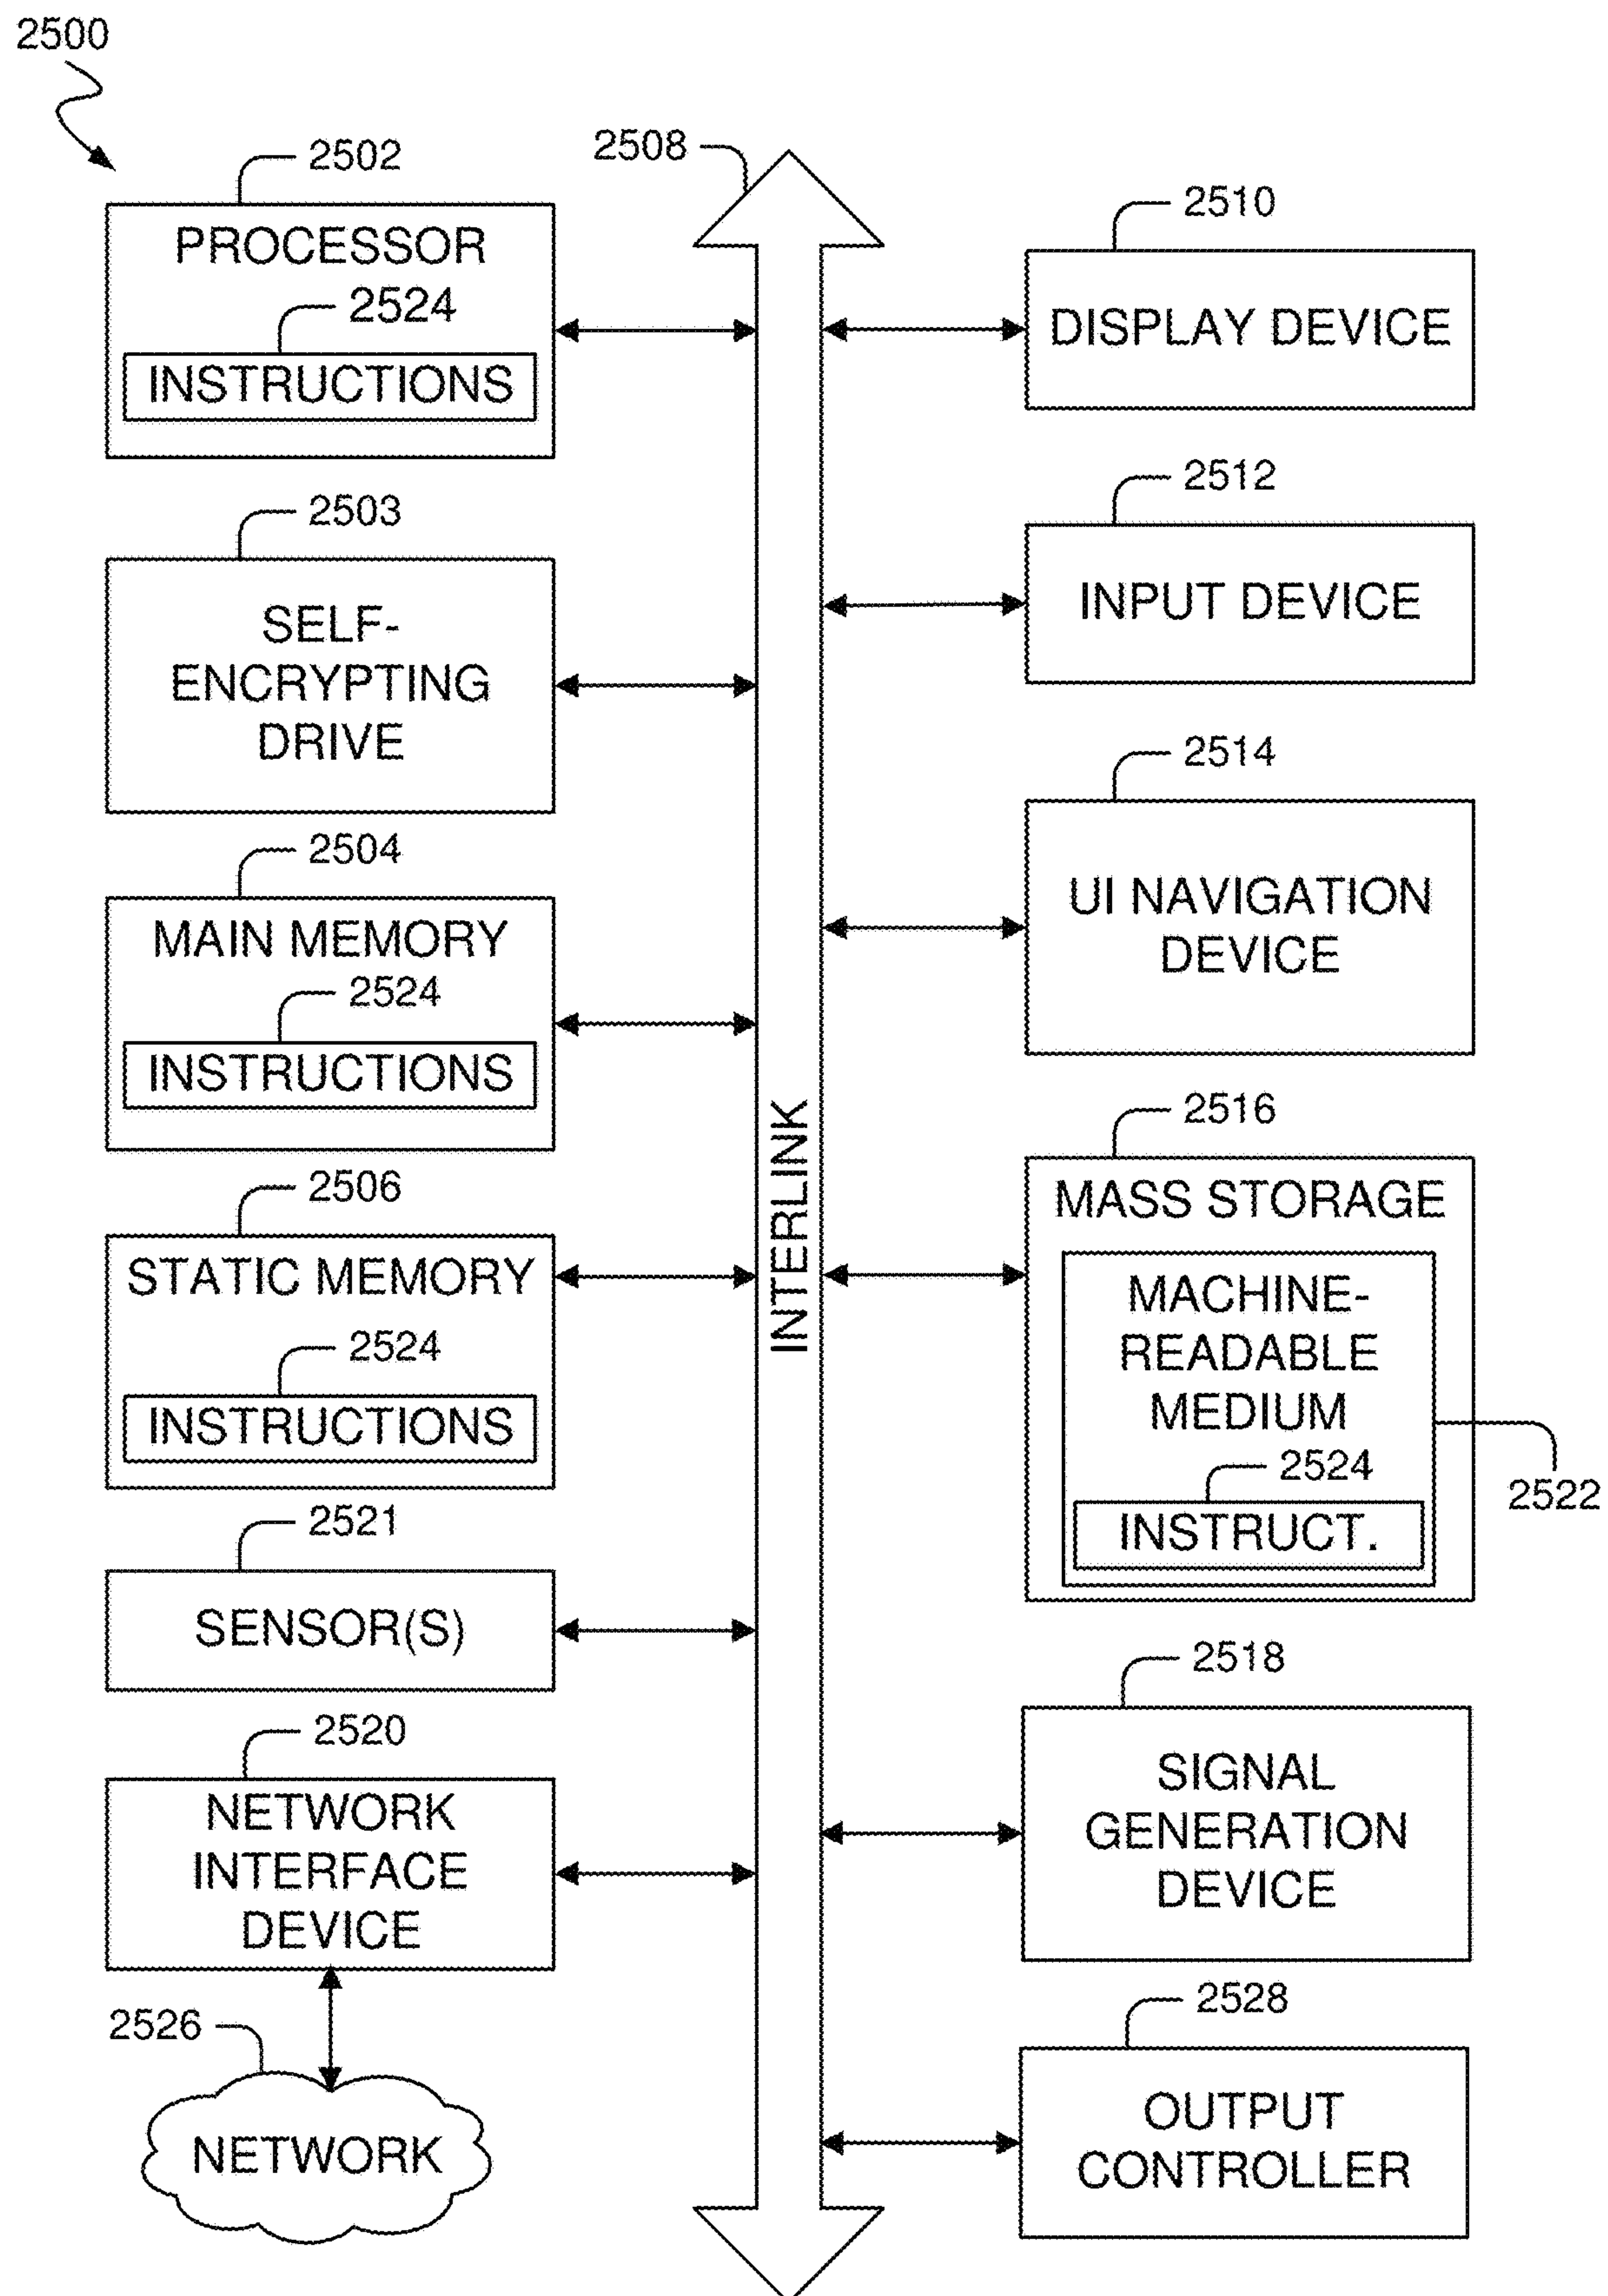 2500
2502
PROCESSOR
2524
INSTRUCTIONS
2503
SELF-
ENCRYPTING
DRIVE
2504
MAIN MEMORY
2524
INSTRUCTIONS
2506
STATIC MEMORY
2524
INSTRUCTIONS
2521
SENSOR(S)
2520
NETWORK
INTERFACE
DEVICE
2526
NETWORK
2508
INTERLINK
2510
DISPLAY DEVICE
2512
INPUT DEVICE
2514
UI NAVIGATION
DEVICE
2516
MASS STORAGE
MACHINE-
READABLE
MEDIUM
2524
INSTRUCT.
2522
2518
SIGNAL
GENERATION
DEVICE
2528
OUTPUT
CONTROLLER